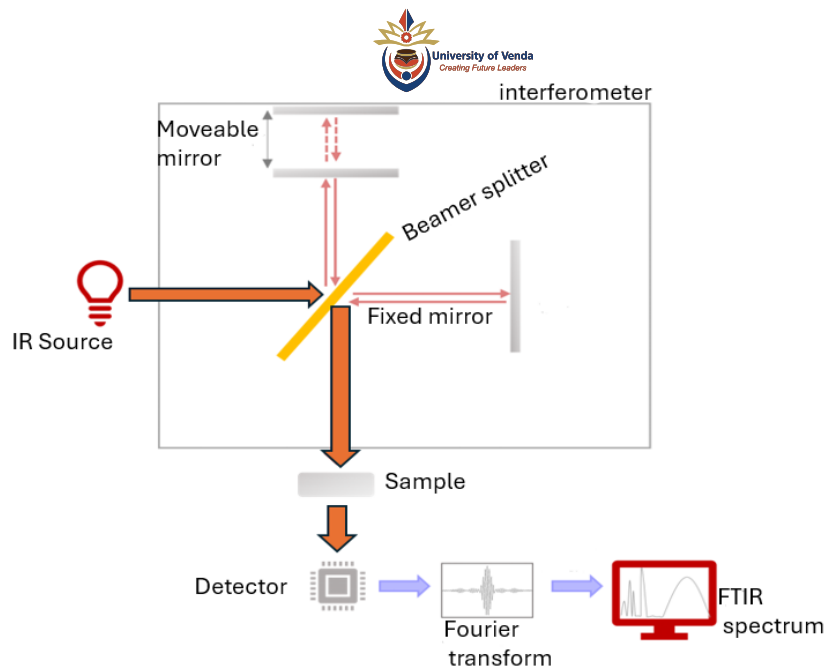 University of Venda
Creating Future Leaders
interferometer
Moveable
mirror
Beamer splitter
Fixed mirror
IR Source
Sample
Detector
Fourier
transform
FTIR
spectrum